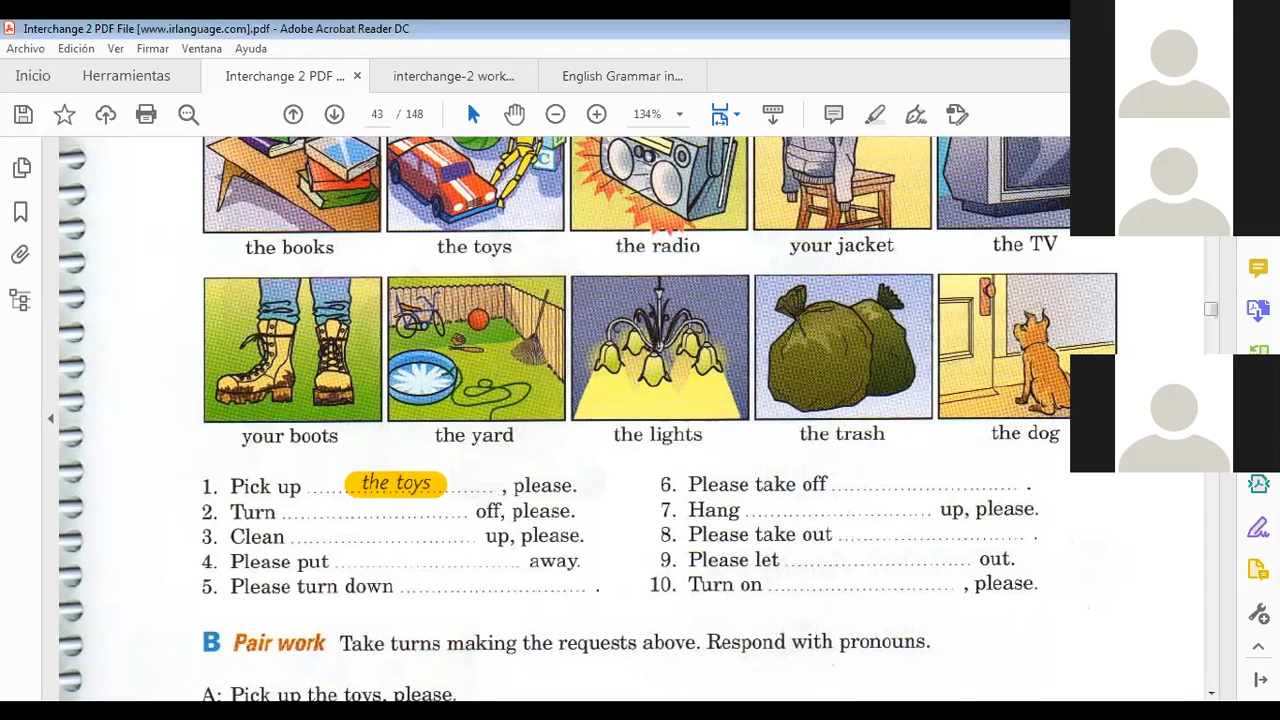 Interchange 2 PDF File [www.irlanguage.com].pdf - Adobe Acrobat Reader DC
Archivo Edición Ver Firmar Ventana Ayuda
Inicio Herramientas Interchange 2 PDF ... × interchange-2 work... English Grammar in...
43 / 148 134%
the books the toys the radio your jacket the TV
your boots the yard the lights the trash the dog
1. Pick up the toys, please.
2. Turn .......... off, please.
3. Clean .......... up, please.
4. Please put .......... away.
5. Please turn down .......... .
6. Please take off .......... .
7. Hang .......... up, please.
8. Please take out .......... .
9. Please let .......... out.
10. Turn on .......... , please.
B Pair work Take turns making the requests above. Respond with pronouns.
A: Pick up the toys, please.